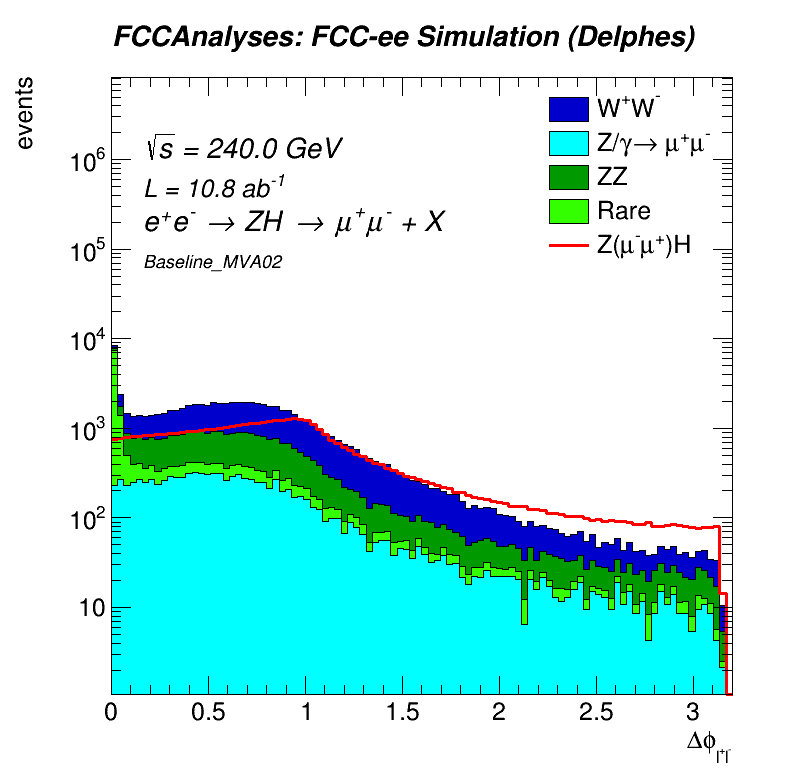 FCCAnalyses: FCC-ee Simulation (Delphes)
events
√s = 240.0 GeV
L = 10.8 ab⁻¹
e⁺e⁻ → ZH → μ⁺μ⁻ + X
Baseline_MVA02
W⁺W⁻
Z/γ→ μ⁺μ⁻
ZZ
Rare
Z(μ⁻μ⁺)H
10⁶
10⁵
10⁴
10³
10²
10
0 0.5 1 1.5 2 2.5 3
Δϕ_l⁺l⁻